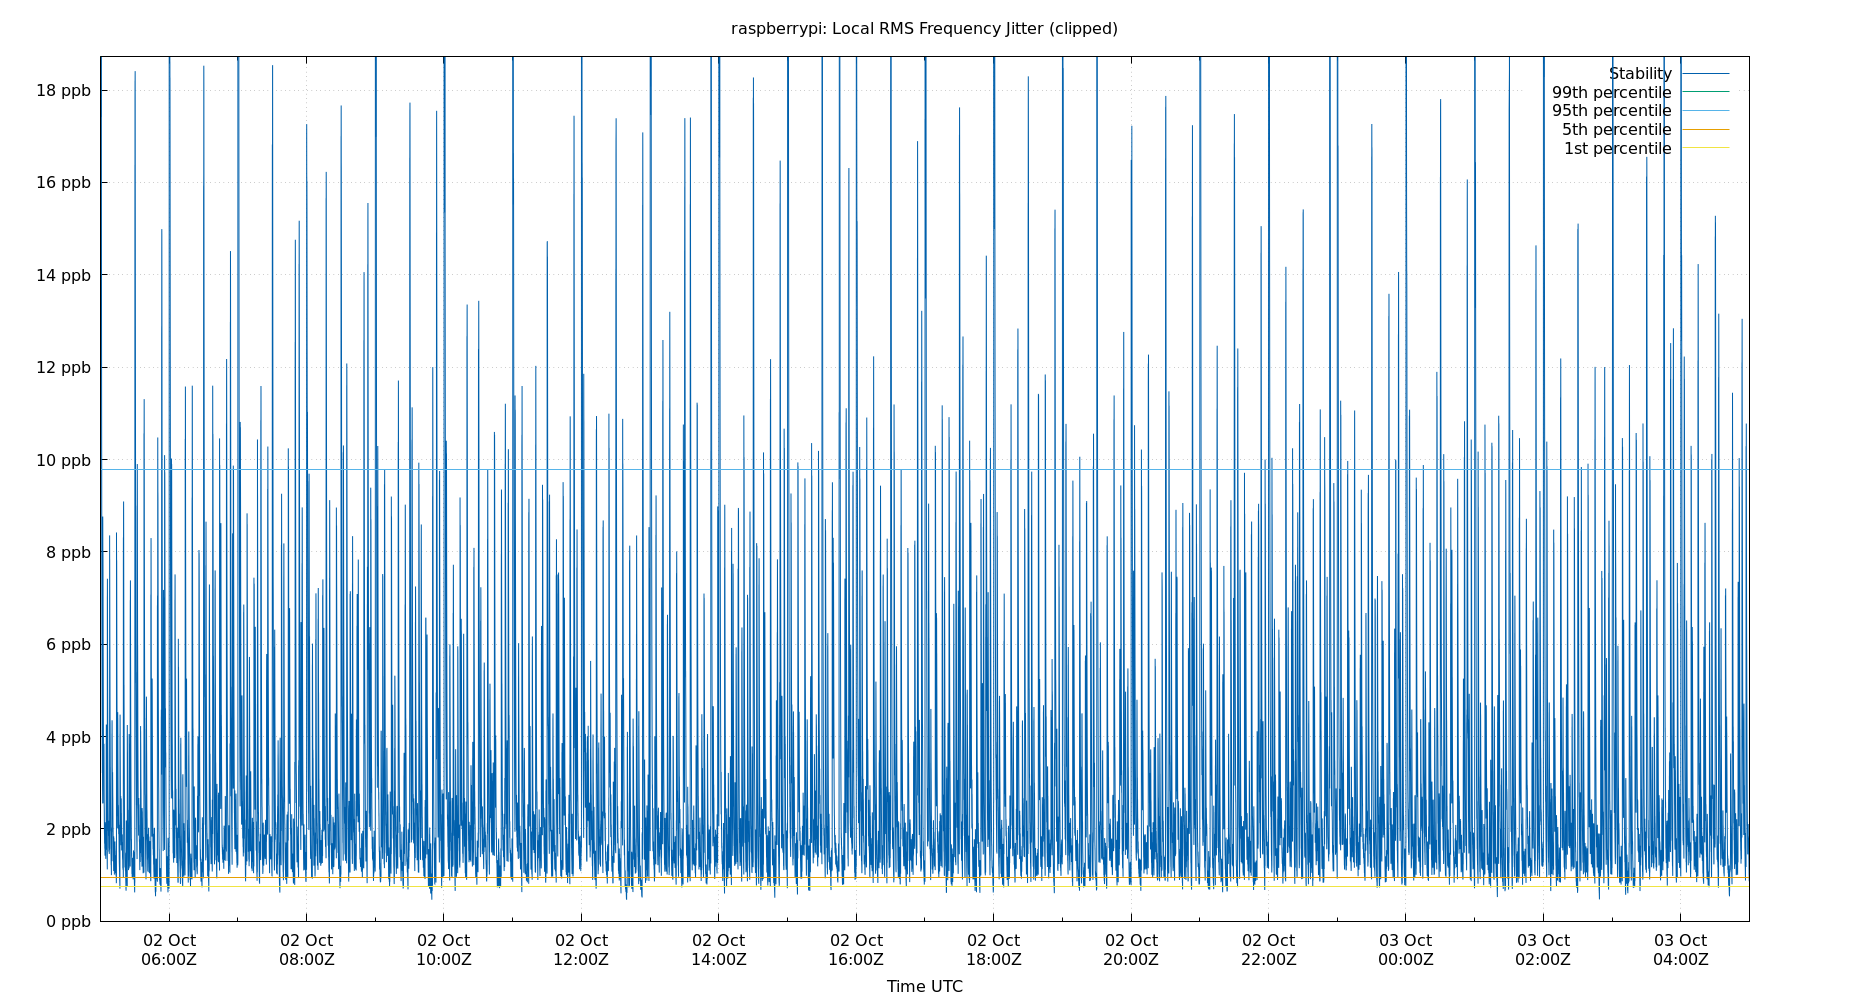 raspberrypi: Local RMS Frequency Jitter (clipped)
Stability
99th percentile
95th percentile
5th percentile
1st percentile
18 ppb
16 ppb
14 ppb
12 ppb
10 ppb
8 ppb
6 ppb
4 ppb
2 ppb
0 ppb
02 Oct 02 Oct 02 Oct 02 Oct 02 Oct 02 Oct 02 Oct 02 Oct 02 Oct 03 Oct 03 Oct 03 Oct
06:00Z 08:00Z 10:00Z 12:00Z 14:00Z 16:00Z 18:00Z 20:00Z 22:00Z 00:00Z 02:00Z 04:00Z
Time UTC